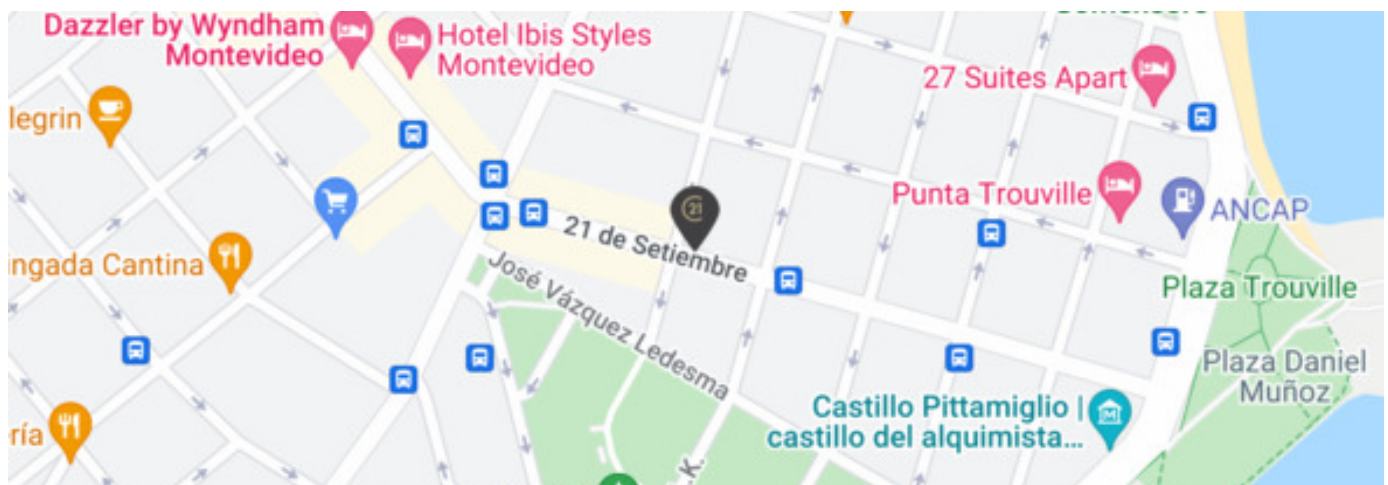 Dazzler by Wyndham
Montevideo
Hotel Ibis Styles
Montevideo
27 Suites Apart
legrin
Punta Trouville
ANCAP
21
21 de Setiembre
ingada Cantina
José Vázquez Ledesma
Plaza Trouville
Plaza Daniel
Muñoz
Castillo Pittamiglio |
castillo del alquimista...
ría
K.